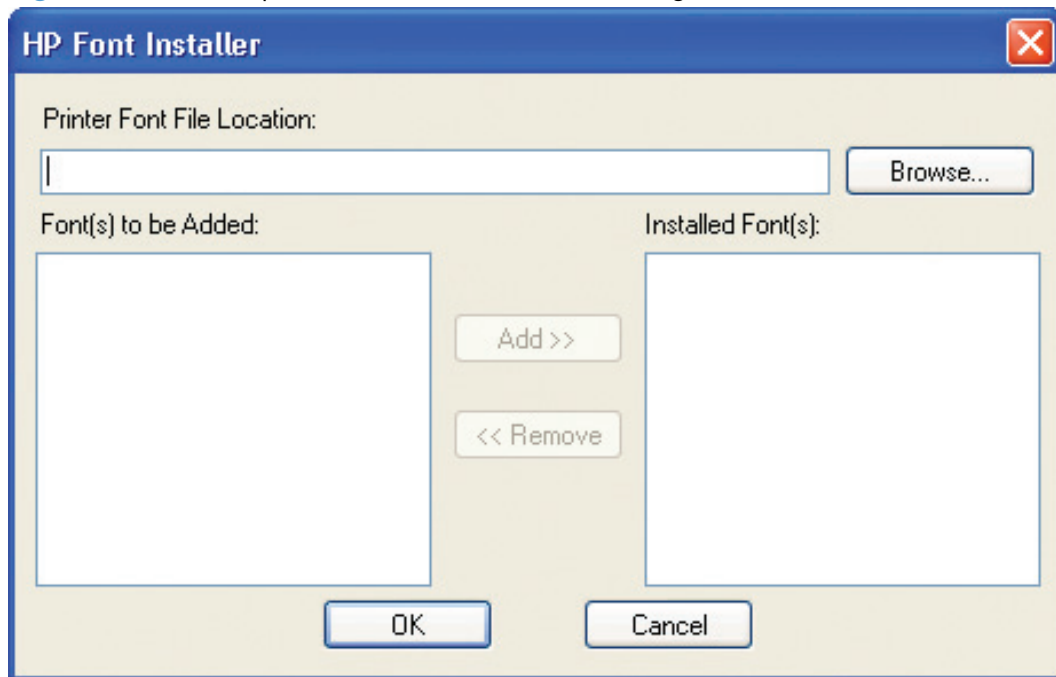 HP Font Installer
Printer Font File Location:
Browse...
Font(s) to be Added:
Installed Font(s):
Add >>
<< Remove
OK
Cancel